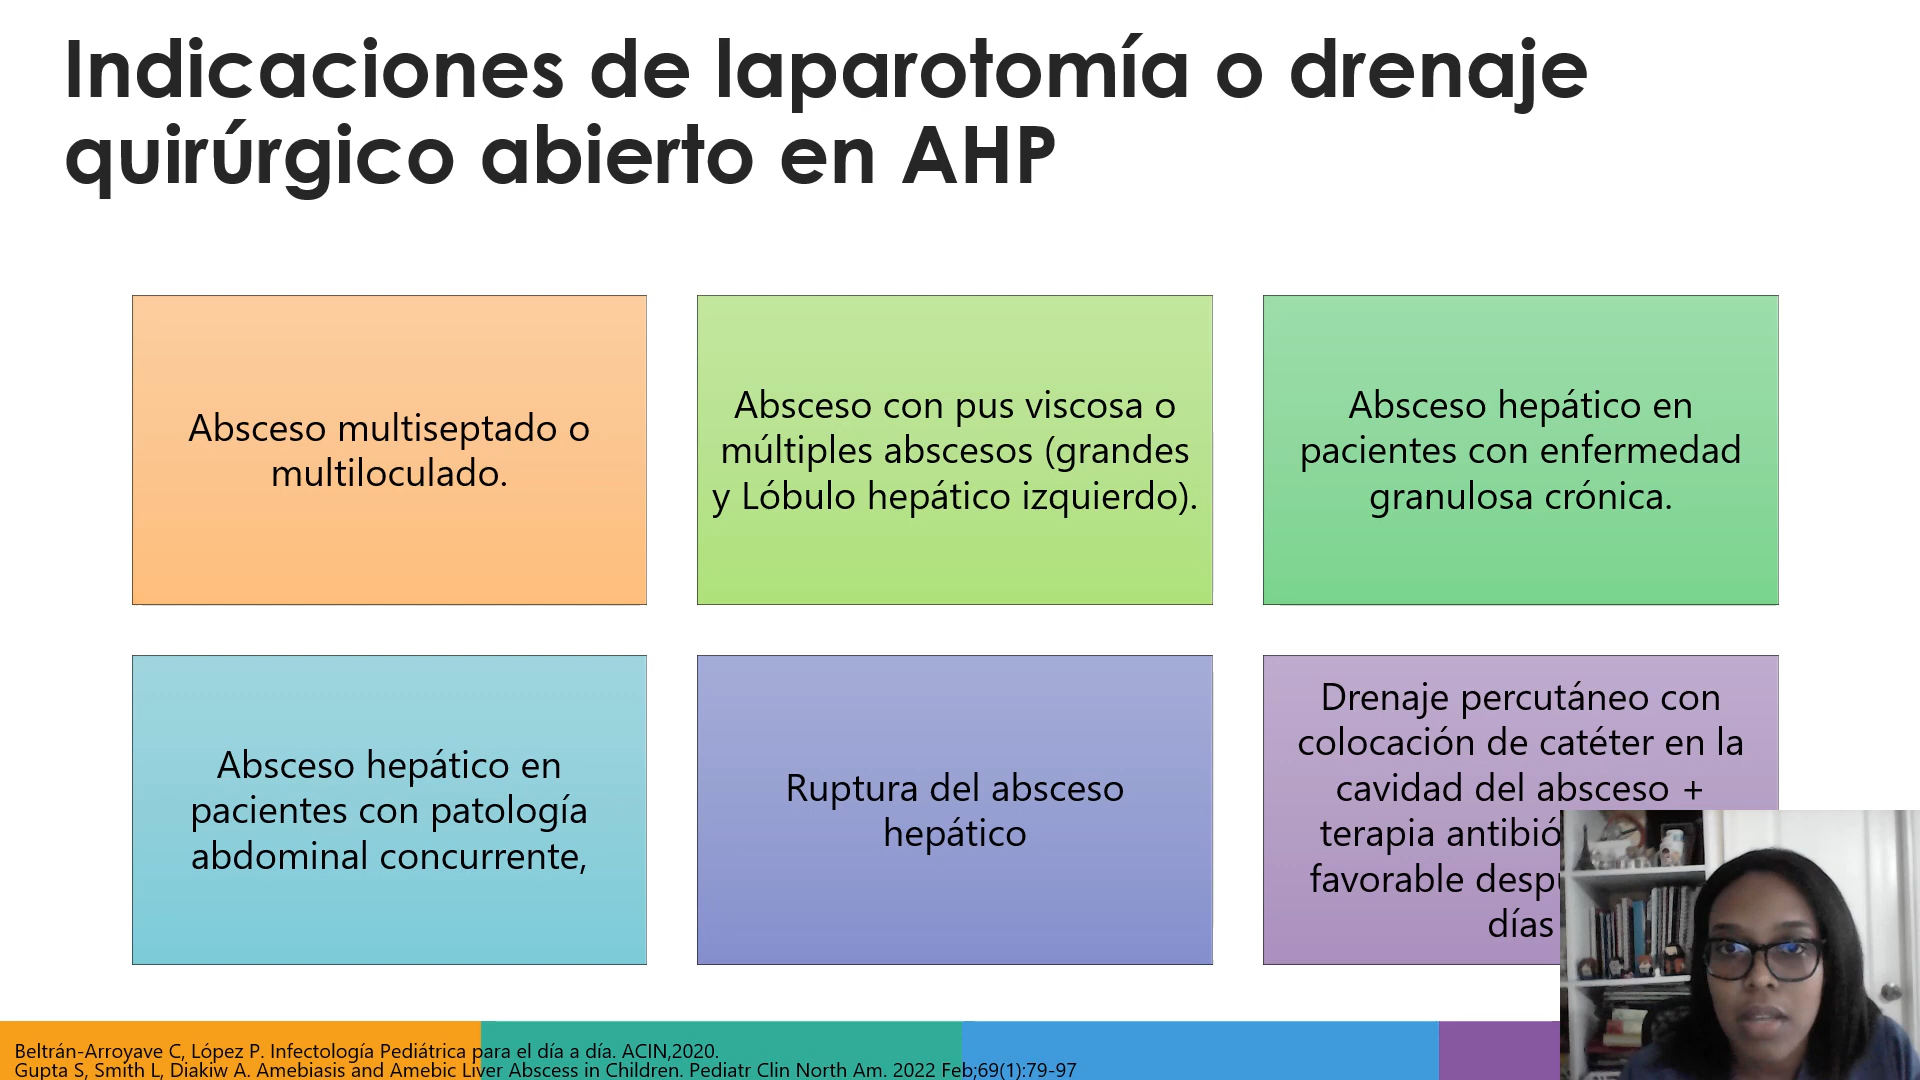 Indicaciones de laparotomía o drenaje
quirúrgico abierto en AHP
Absceso multiseptado o
multiloculado.
Absceso con pus viscosa o
múltiples abscesos (grandes
y Lóbulo hepático izquierdo).
Absceso hepático en
pacientes con enfermedad
granulosa crónica.
Absceso hepático en
pacientes con patología
abdominal concurrente,
Ruptura del absceso
hepático
Drenaje percutáneo con
colocación de catéter en la
cavidad del absceso +
terapia
favorable
días
Beltrán-Arroyave C, López P. Infectología Pediátrica para el día a día. ACIN,2020.
Gupta S, Smith L, Diakiw A. Amebiasis and Amebic Liver Abscess in Children. Pediatr Clin North Am. 2022 Feb;69(1):79-97